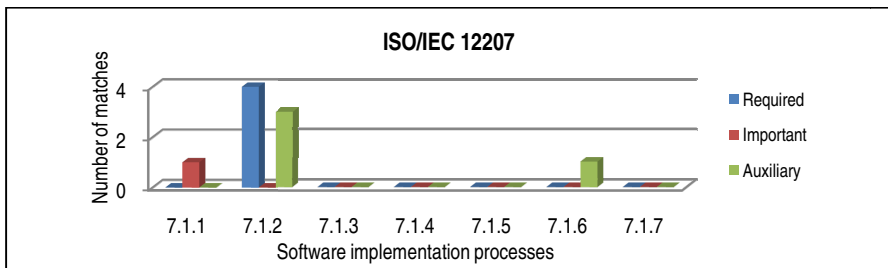 ISO/IEC 12207
Number of matches
4
2
0
7.1.1 7.1.2 7.1.3 7.1.4 7.1.5 7.1.6 7.1.7
Software implementation processes
Required
Important
Auxiliary